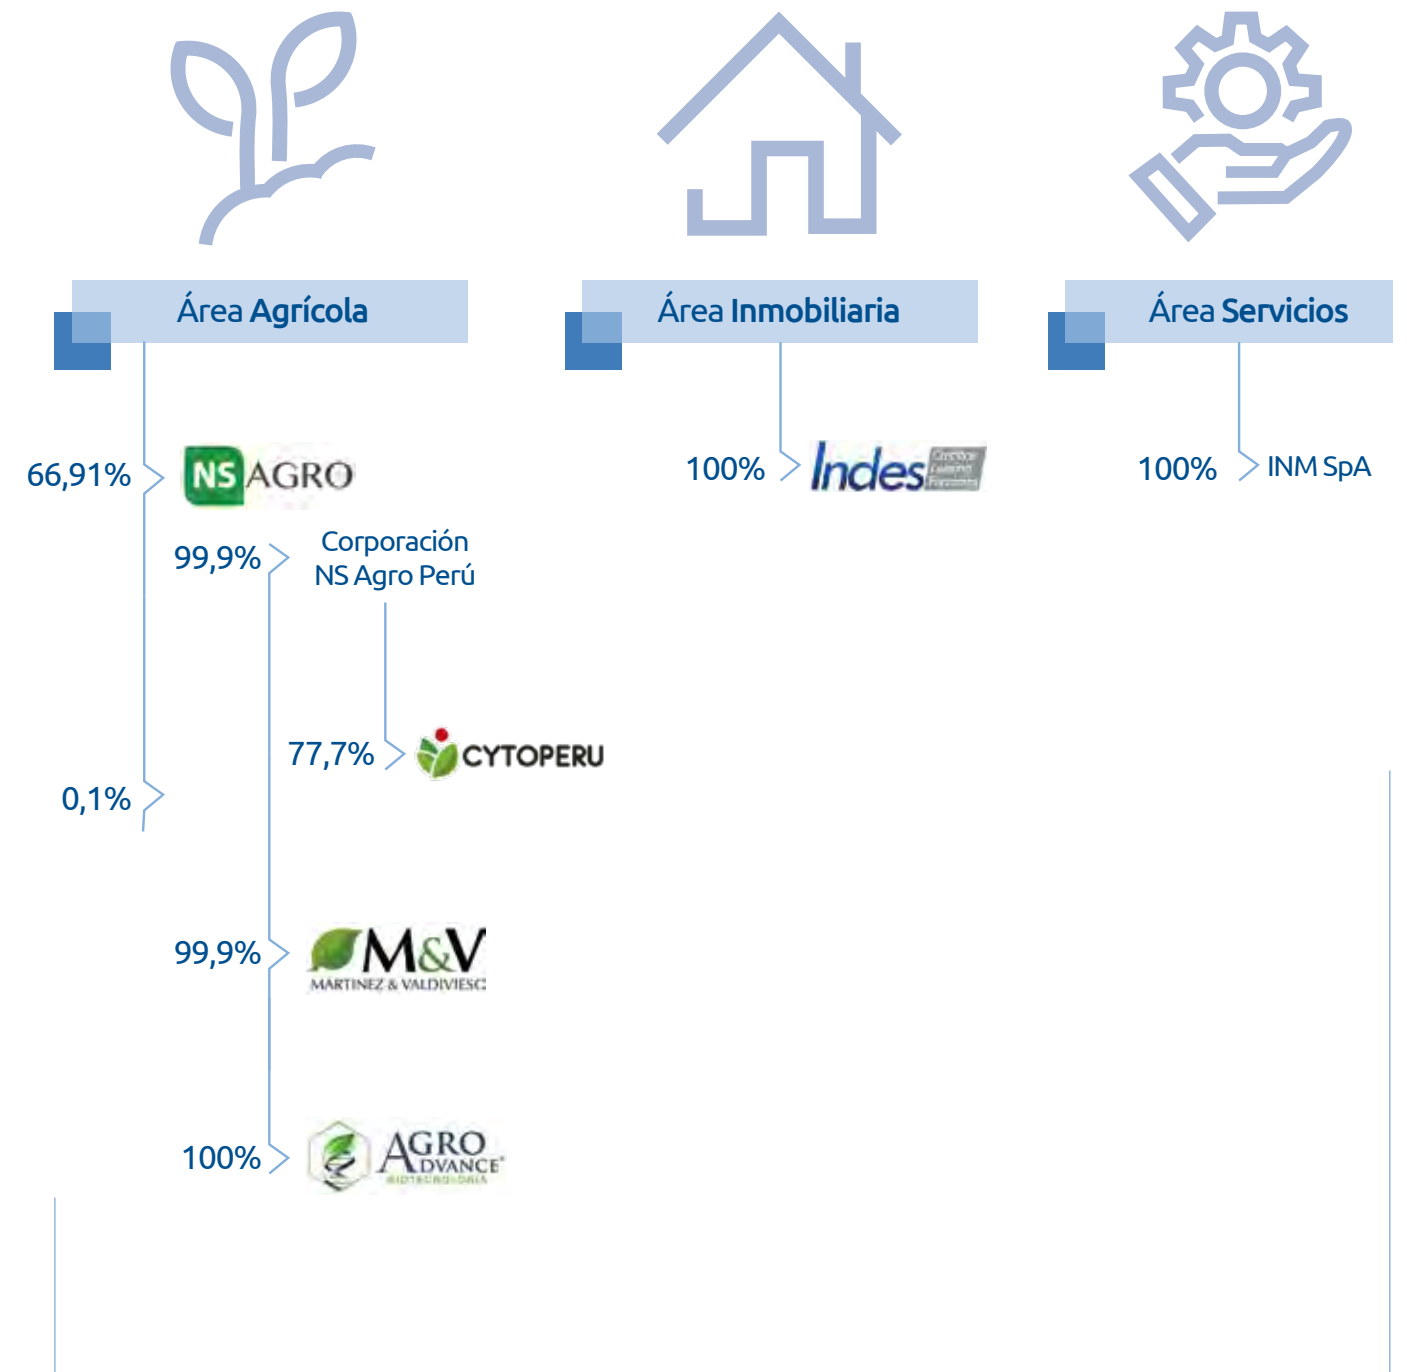 Área Agrícola
Área Inmobiliaria
Área Servicios
66,91%
NS AGRO
100%
Indes
100%
INM SpA
99,9%
Corporación
NS Agro Perú
77,7%
CYTOPERU
0,1%
99,9%
M&V
MARTINEZ & VALDIVIESO
100%
AGRO
ADVANCE
BIOTECNOLOGÍA